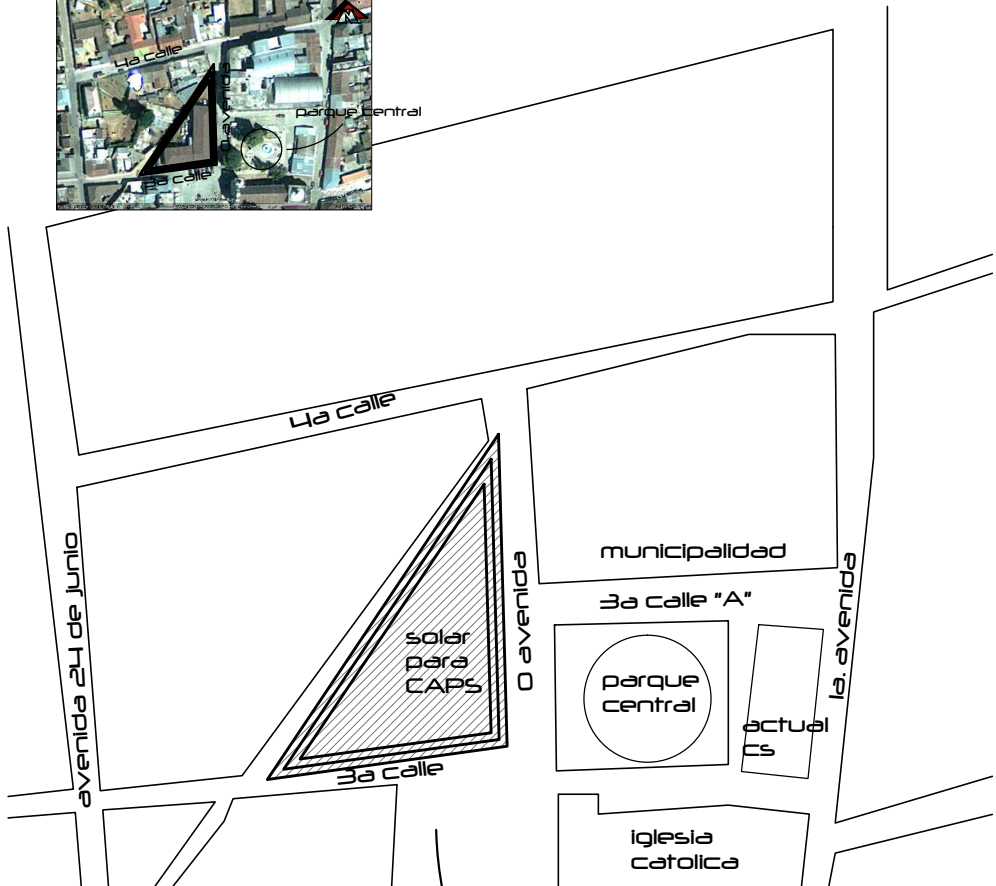 4a calle
0 avenida
parque central
3a calle
4a calle
avenida 24 de junio
municipalidad
3a calle "A"
0 avenida
1a. avenida
solar
para
CAPS
parque
central
actual
cs
3a calle
iglesia
catolica